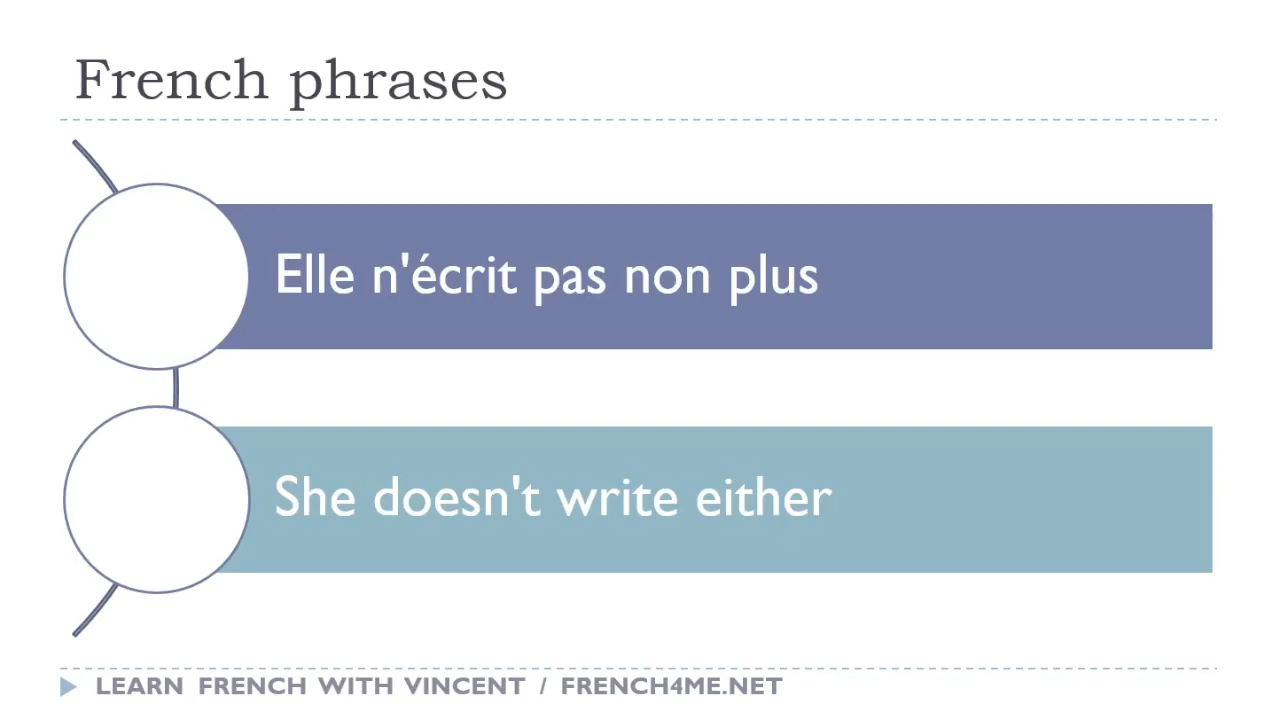 French phrases
Elle n'écrit pas non plus
She doesn't write either
LEARN FRENCH WITH VINCENT / FRENCH4ME.NET